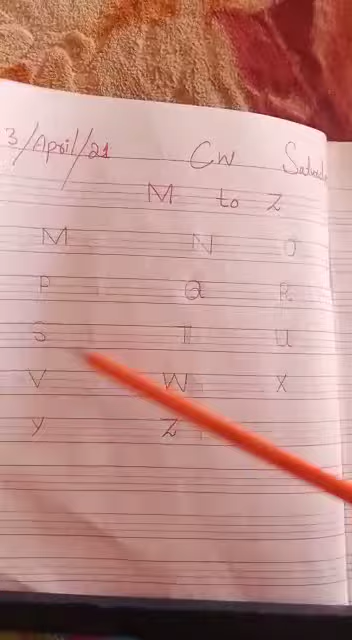 3/April/21 CW
M to Z
M N O
P Q R
S T U
V W X
Y Z